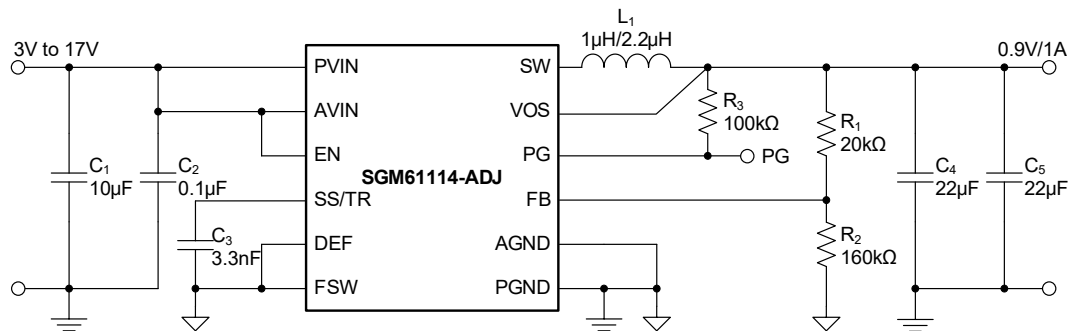 L₁
1μH/2.2μH
3V to 17V
0.9V/1A
PVIN
SW
AVIN
VOS
R₃
100kΩ
R₁
20kΩ
EN
PG
PG
SGM61114-ADJ
C₁
10μF
C₂
0.1μF
C₄
22μF
C₅
22μF
SS/TR
FB
C₃
3.3nF
R₂
160kΩ
DEF
AGND
FSW
PGND